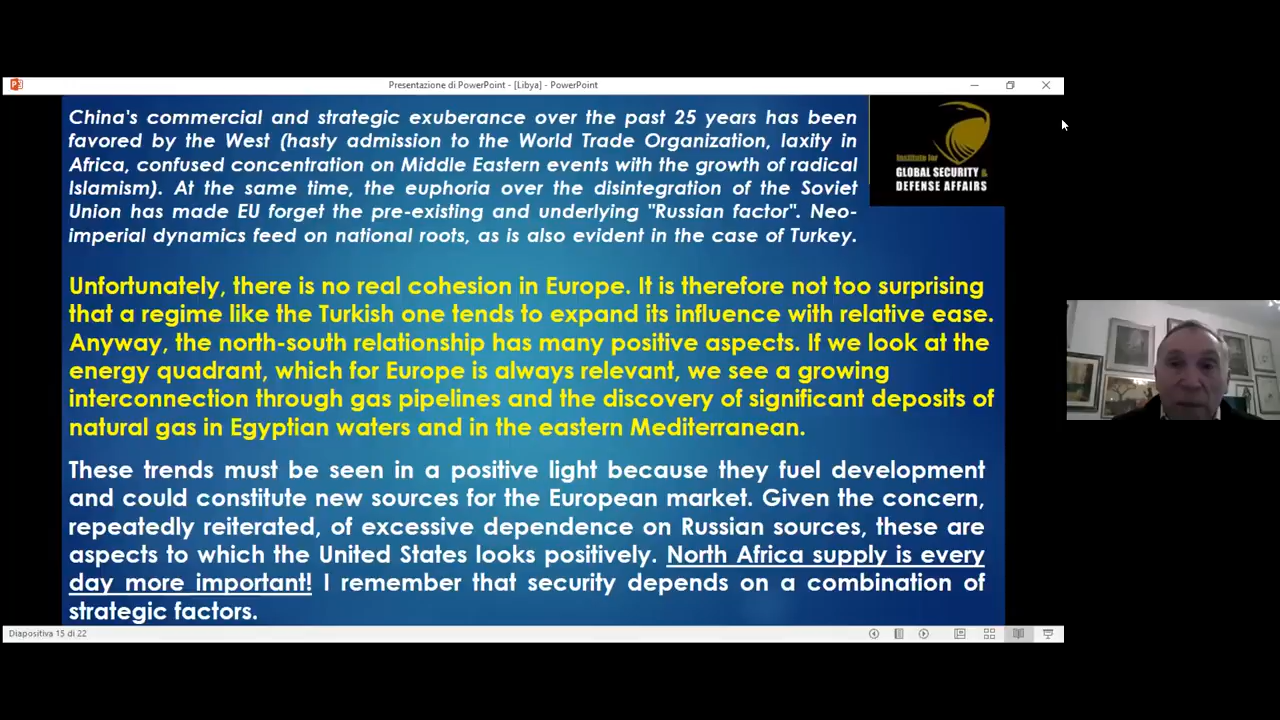 Presentazione di PowerPoint - [Libya] - PowerPoint
China's commercial and strategic exuberance over the past 25 years has been
favored by the West (hasty admission to the World Trade Organization, laxity in
Africa, confused concentration on Middle Eastern events with the growth of radical
Islamism). At the same time, the euphoria over the disintegration of the Soviet
Union has made EU forget the pre-existing and underlying "Russian factor". Neo-
imperial dynamics feed on national roots, as is also evident in the case of Turkey.
Institute for
GLOBAL SECURITY &
DEFENSE AFFAIRS
Unfortunately, there is no real cohesion in Europe. It is therefore not too surprising
that a regime like the Turkish one tends to expand its influence with relative ease.
Anyway, the north-south relationship has many positive aspects. If we look at the
energy quadrant, which for Europe is always relevant, we see a growing
interconnection through gas pipelines and the discovery of significant deposits of
natural gas in Egyptian waters and in the eastern Mediterranean.
These trends must be seen in a positive light because they fuel development
and could constitute new sources for the European market. Given the concern,
repeatedly reiterated, of excessive dependence on Russian sources, these are
aspects to which the United States looks positively. North Africa supply is every
day more important! I remember that security depends on a combination of
strategic factors.
Diapositiva 15 di 22